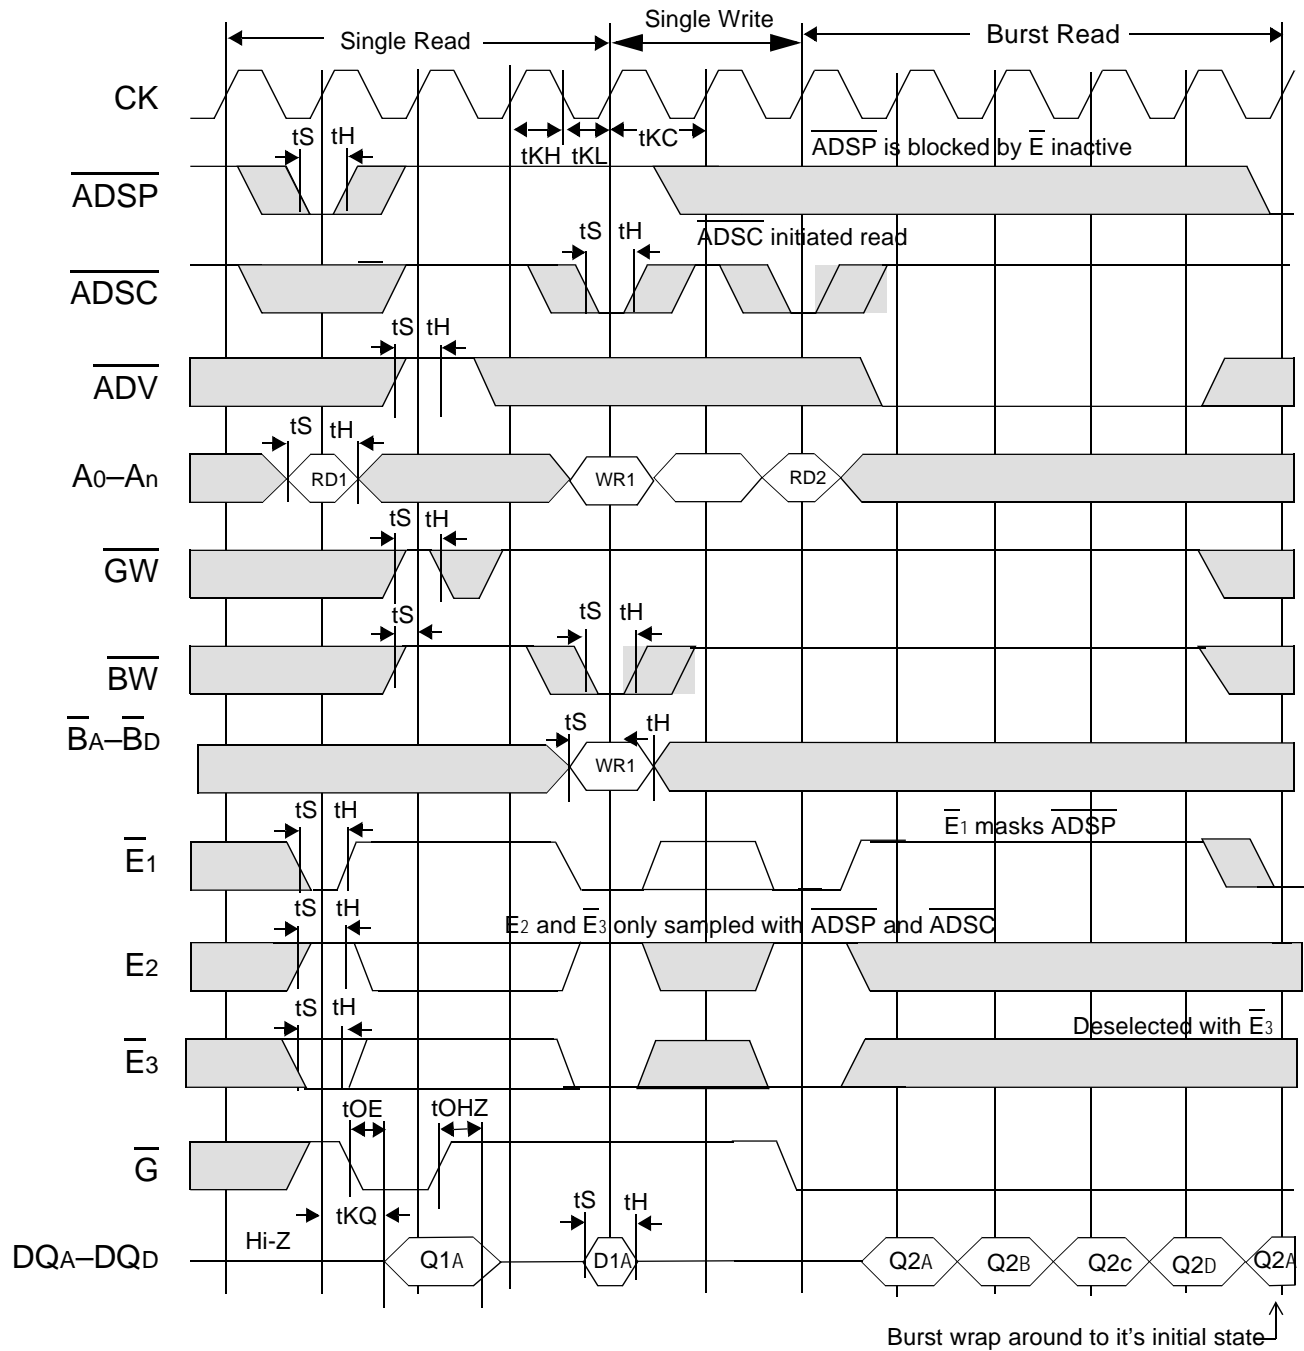 Single Read
Single Write
Burst Read
CK
tS
tH
tKH
tKL
tKC
ADSP is blocked by E inactive
ADSP
tS
tH
ADSC initiated read
ADSC
tS
tH
ADV
tS
tH
A0–An
RD1
WR1
RD2
tS
tH
GW
tS
tS
tH
BW
BA–BD
tS
tH
WR1
tS
tH
E1 masks ADSP
E1
tS
tH
E2 and E3 only sampled with ADSP and ADSC
E2
tS
tH
Deselected with E3
E3
tOE
tOHZ
G
tKQ
tS
tH
Hi-Z
DQA–DQD
Q1A
D1A
Q2A
Q2B
Q2c
Q2D
Q2A
Burst wrap around to it's initial state